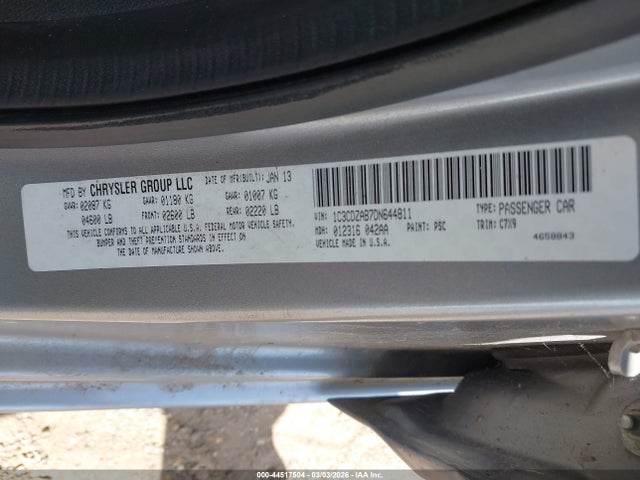 MFD BY CHRYSLER GROUP LLC
DATE OF MFR(BUILT): JAN 13
GVWR: 02087 KG
04600 LB
GAWR: 01180 KG
FRONT: 02600 LB
GAWR: 01007 KG
REAR: 02220 LB
THIS VEHICLE CONFORMS TO ALL APPLICABLE U.S.A. FEDERAL MOTOR VEHICLE SAFETY,
BUMPER AND THEFT PREVENTION STANDARDS IN EFFECT ON
THE DATE OF MANUFACTURE SHOWN ABOVE.
VIN: 1C3CDZAB7DN644811
TYPE: PASSENGER CAR
MDH: 012316 042AA
PAINT: PSC
TRIM: C7X9
MADE IN U.S.A.
4658843
000-44517504 | 03/03/2026 - IAAI.COM